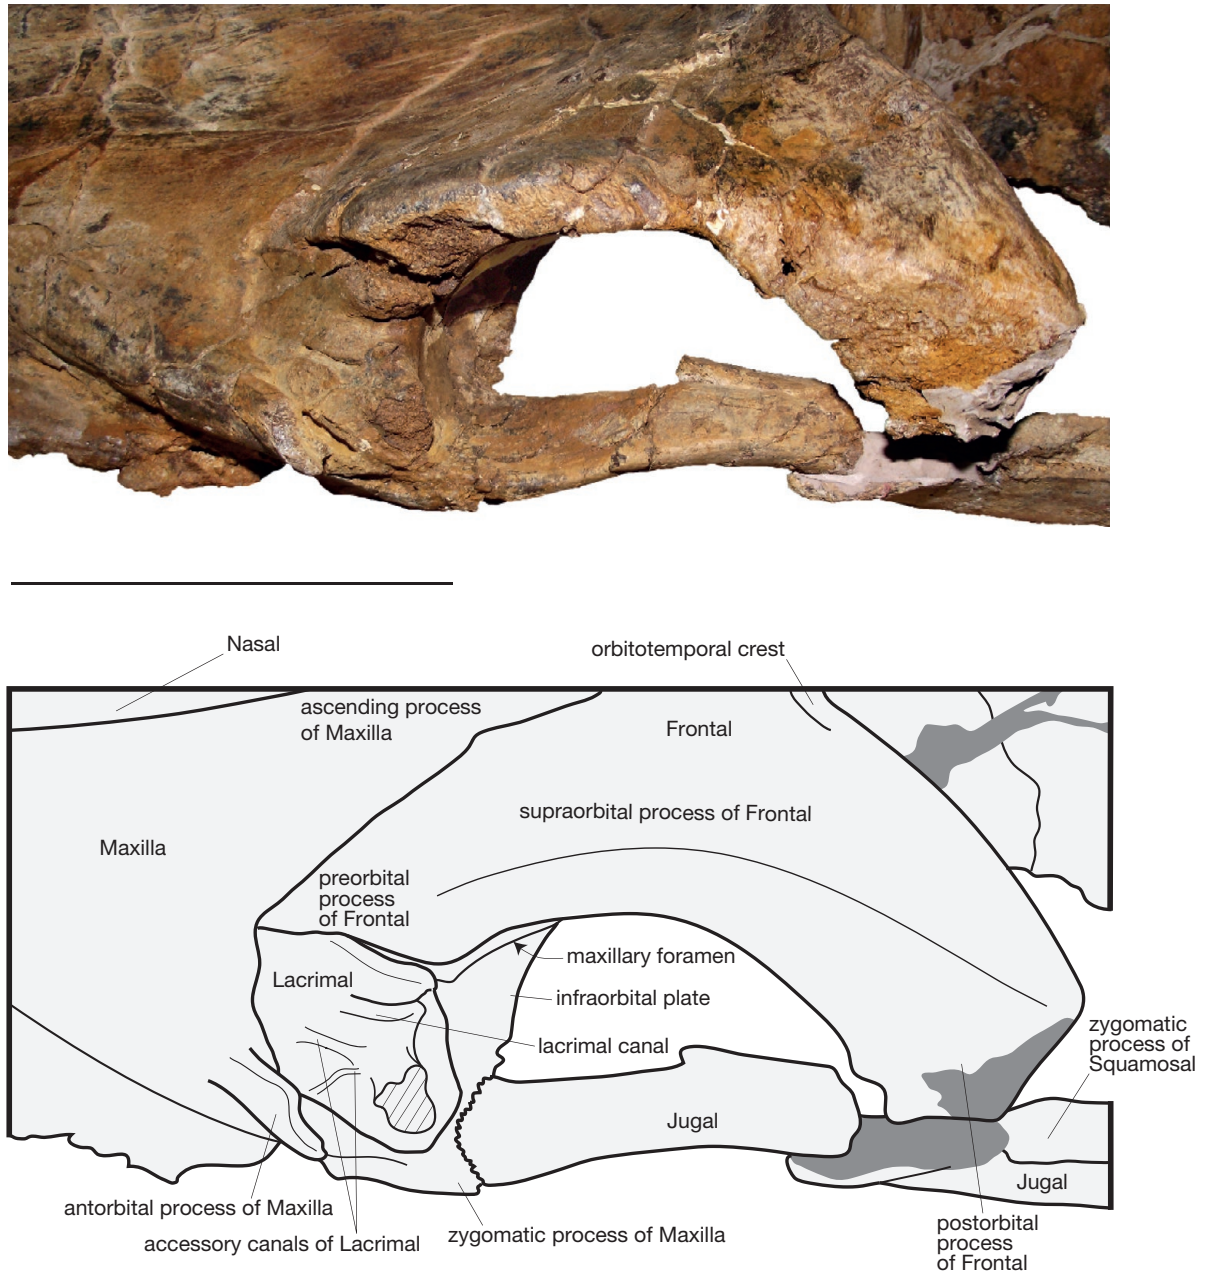 Nasal
orbitotemporal crest
ascending process
of Maxilla
Frontal
supraorbital process of Frontal
Maxilla
preorbital
process
of Frontal
maxillary foramen
Lacrimal
infraorbital plate
zygomatic
process of
Squamosal
lacrimal canal
Jugal
Jugal
antorbital process of Maxilla
accessory canals of Lacrimal
zygomatic process of Maxilla
postorbital
process
of Frontal